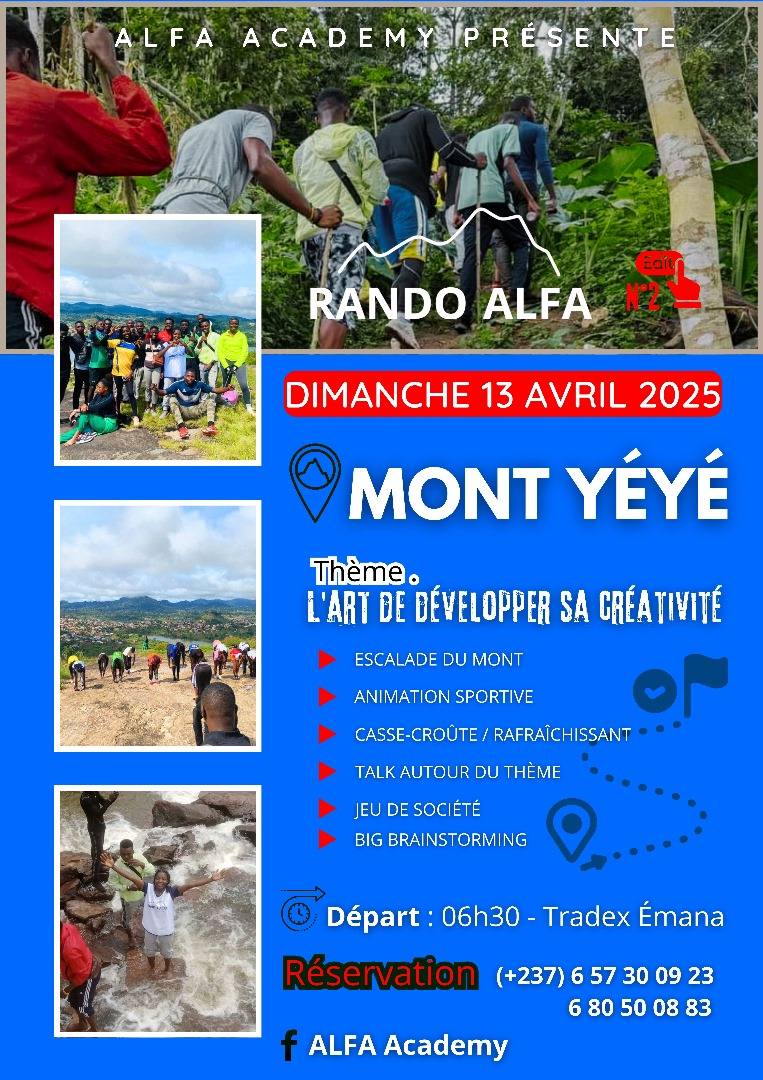 ALFA ACADEMY PRÉSENTE
RANDO ALFA
Edit
N°2
DIMANCHE 13 AVRIL 2025
MONT YÉYÉ
Thème .
L'ART DE DÉVELOPPER SA CRÉATIVITÉ
ESCALADE DU MONT
ANIMATION SPORTIVE
CASSE-CROÛTE / RAFRAÎCHISSANT
TALK AUTOUR DU THÈME
JEU DE SOCIÉTÉ
BIG BRAINSTORMING
Départ : 06h30 - Tradex Émana
Réservation (+237) 6 57 30 09 23
6 80 50 08 83
f ALFA Academy